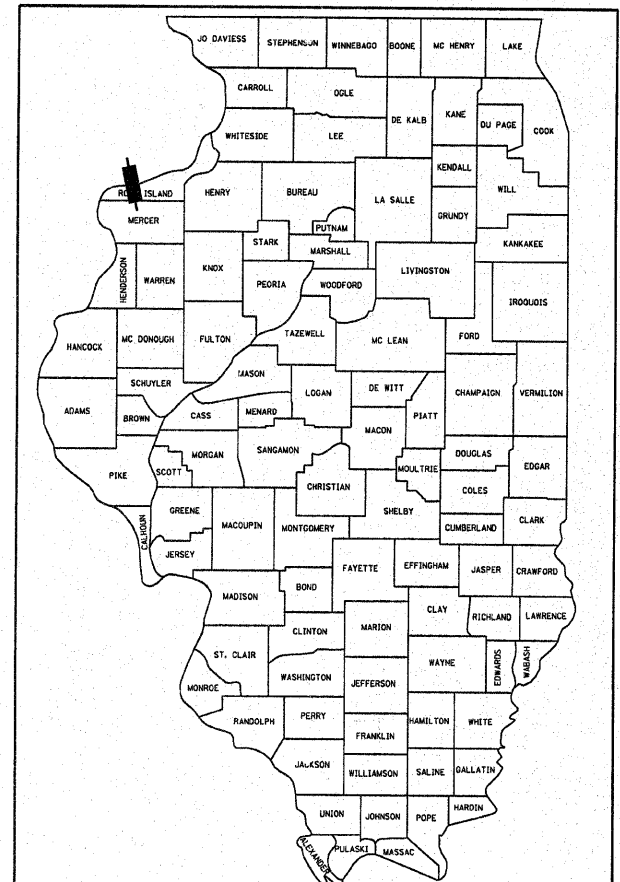 JO DAVIESS STEPHENSON WINNEBAGO BOONE MC HENRY LAKE
CARROLL OGLE
DE KALB KANE DU PAGE COOK
WHITESIDE LEE
KENDALL WILL
ISLAND HENRY BUREAU LA SALLE
MERCER GRUNDY
PUTNAM
STARK MARSHALL KANKAKEE
KNOX LIVINGSTON
HENDERSON WARREN PEORIA WOODFORD
IROQUOIS
TAZEWELL FORD
HANCOCK MC DONOUGH FULTON MC LEAN
MASON
SCHUYLER DE WITT
LOGAN CHAMPAIGN VERMILION
ADAMS BROWN CASS MENARD PIATT
MACON
MORGAN SANGAMON DOUGLAS
PIKE SCOTT MOULTRIE EDGAR
CHRISTIAN COLES
GREENE SHELBY
CALHOUN MACOUPIN MONTGOMERY CUMBERLAND CLARK
JERSEY
FAYETTE EFFINGHAM JASPER CRAWFORD
MADISON BOND
CLAY RICHLAND LAWRENCE
CLINTON MARION
ST. CLAIR WAYNE EDWARDS WABASH
MONROE WASHINGTON JEFFERSON
RANDOLPH PERRY HAMILTON WHITE
FRANKLIN
JACKSON WILLIAMSON SALINE GALLATIN
UNION JOHNSON POPE HARDIN
ALEXANDER PULASKI MASSAC